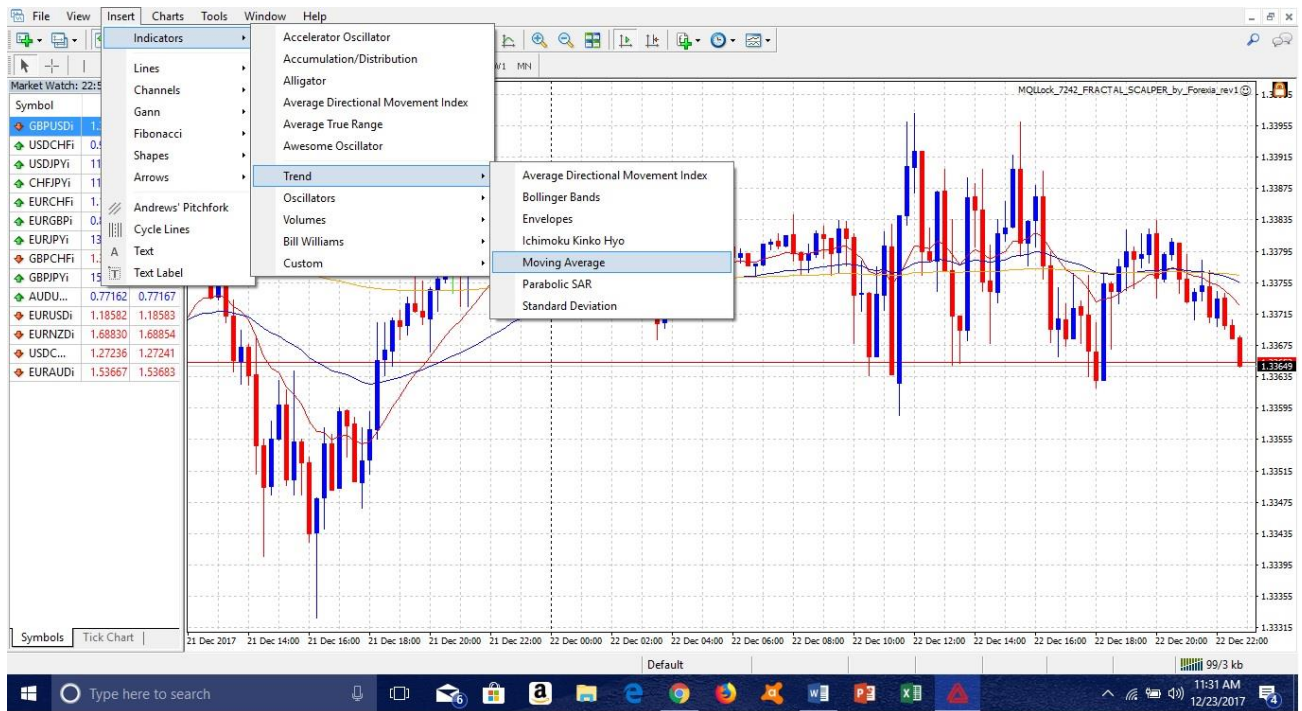 File View Insert Charts Tools Window Help
Indicators
Lines
Channels
Gann
Fibonacci
Shapes
Arrows
Andrews' Pitchfork
Cycle Lines
A Text
T Text Label
Accelerator Oscillator
Accumulation/Distribution
Alligator
Average Directional Movement Index
Average True Range
Awesome Oscillator
Trend
Oscillators
Volumes
Bill Williams
Custom
Average Directional Movement Index
Bollinger Bands
Envelopes
Ichimoku Kinko Hyo
Moving Average
Parabolic SAR
Standard Deviation
MN
Market Watch:
Symbol
GBPUSDi
USDCHFi
USDJPYi
CHFJPYi
EURCHFi
EURGBPi
EURJPYi
GBPCHFi
GBPJPYi
AUDU... 0.77162 0.77167
EURUSDi 1.18582 1.18583
EURNZDi 1.68830 1.68854
USDC... 1.27236 1.27241
EURAUDi 1.53667 1.53683
Symbols Tick Chart
MQLLock_7242_FRACTAL_SCALPER_by_Forexia_rev1
1.33955
1.33915
1.33875
1.33835
1.33795
1.33755
1.33715
1.33675
1.33649
1.33635
1.33595
1.33555
1.33515
1.33475
1.33435
1.33395
1.33355
1.33315
21 Dec 2017 21 Dec 14:00 21 Dec 16:00 21 Dec 18:00 21 Dec 20:00 21 Dec 22:00 22 Dec 00:00 22 Dec 02:00 22 Dec 04:00 22 Dec 06:00 22 Dec 08:00 22 Dec 10:00 22 Dec 12:00 22 Dec 14:00 22 Dec 16:00 22 Dec 18:00 22 Dec 20:00 22 Dec 22:00
Default 99/3 kb
Type here to search
11:31 AM
12/23/2017